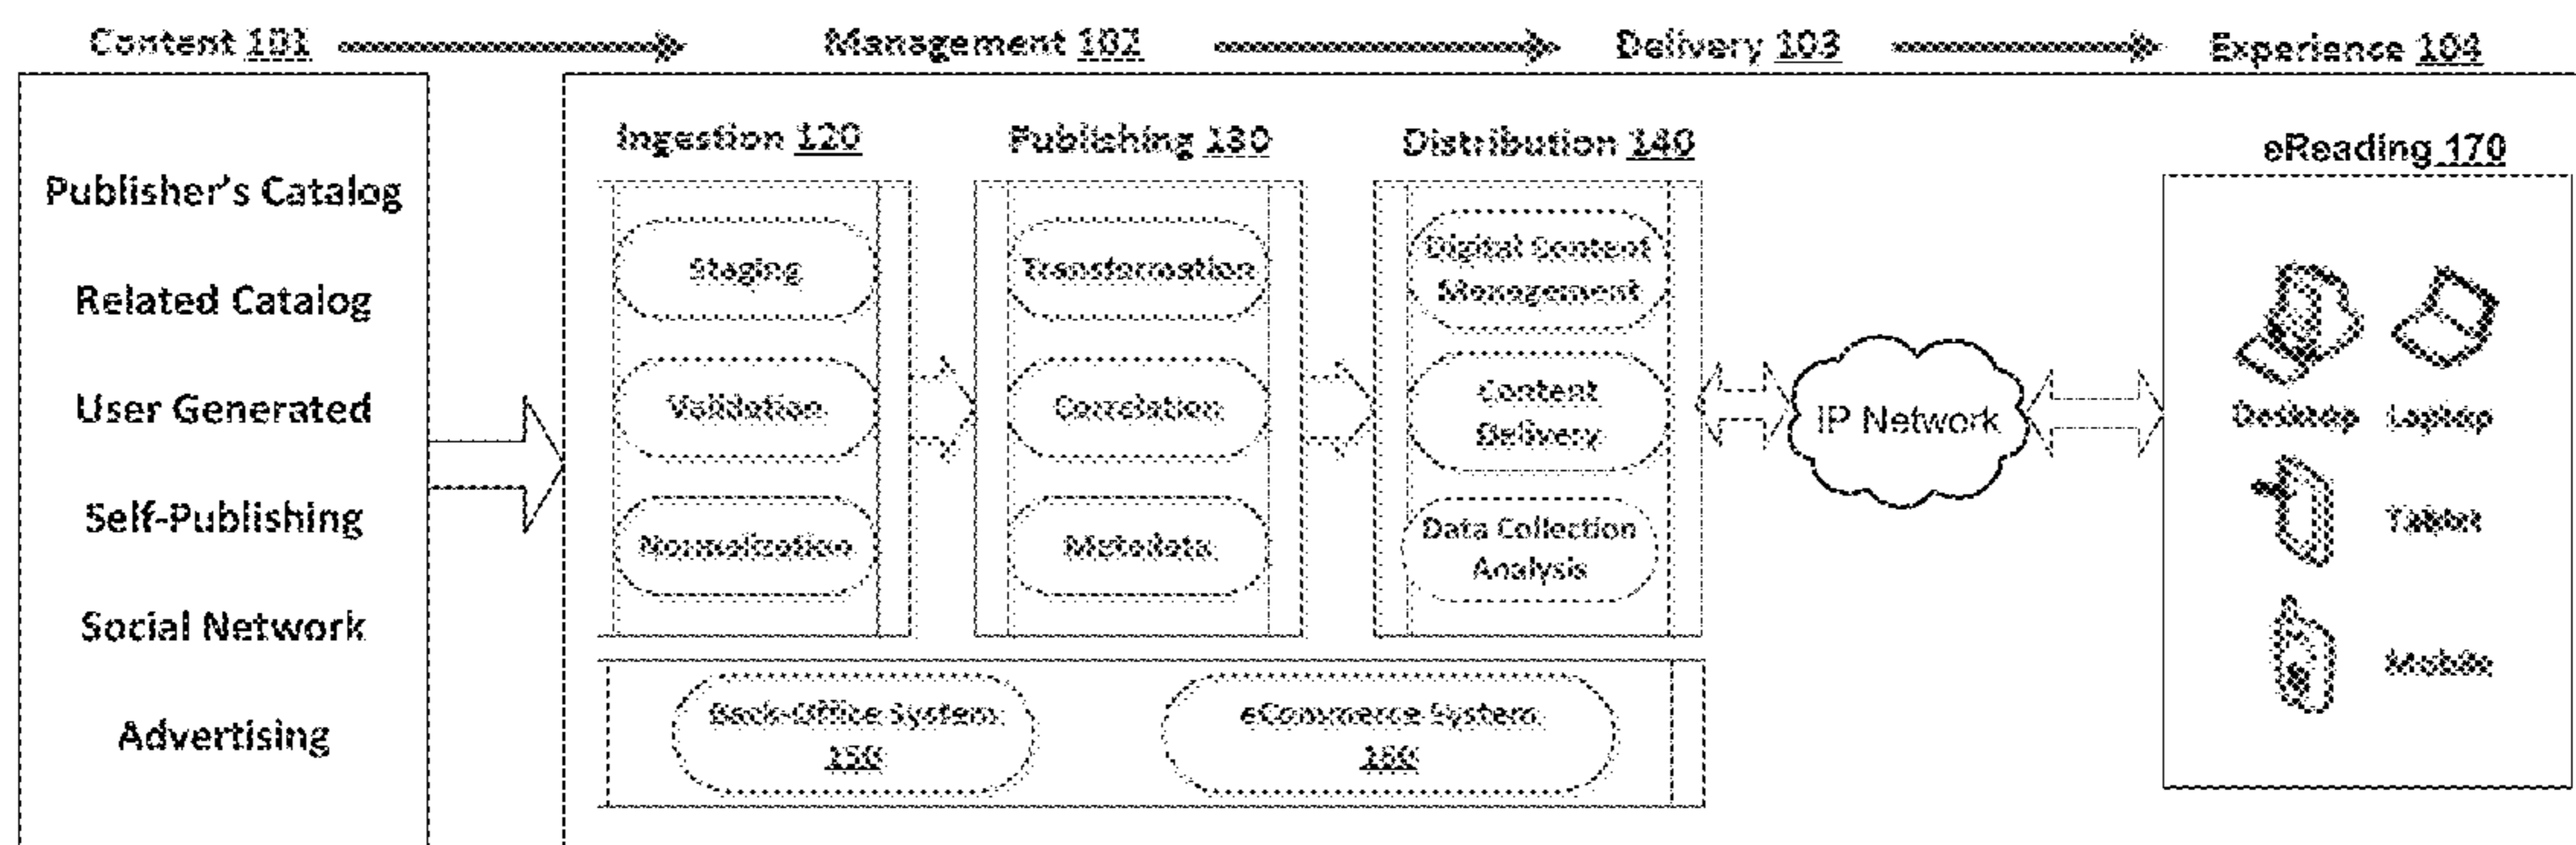 Content 101
Management 102
Delivery 103
Experience 104
Publisher's Catalog
Related Catalog
User Generated
Self-Publishing
Social Network
Advertising
Ingestion 120
Staging
Validation
Normalization
Publishing 130
Transformation
Correlation
Metadata
Distribution 140
Digital Content
Management
Content
Delivery
Data Collection
Analysis
Back-Office System
150
eCommerce System
160
IP Network
eReading 170
Desktop
Laptop
Tablet
Mobile